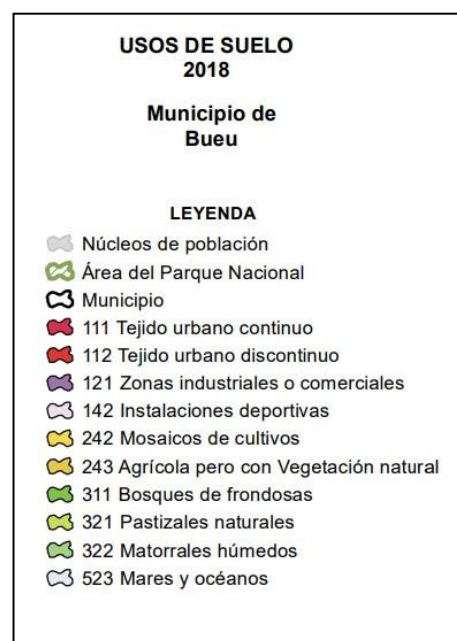 USOS DE SUELO
2018
Municipio de
Bueu
LEYENDA
Núcleos de población
Área del Parque Nacional
Municipio
111 Tejido urbano continuo
112 Tejido urbano discontinuo
121 Zonas industriales o comerciales
142 Instalaciones deportivas
242 Mosaicos de cultivos
243 Agrícola pero con Vegetación natural
311 Bosques de frondosas
321 Pastizales naturales
322 Matorrales húmedos
523 Mares y océanos